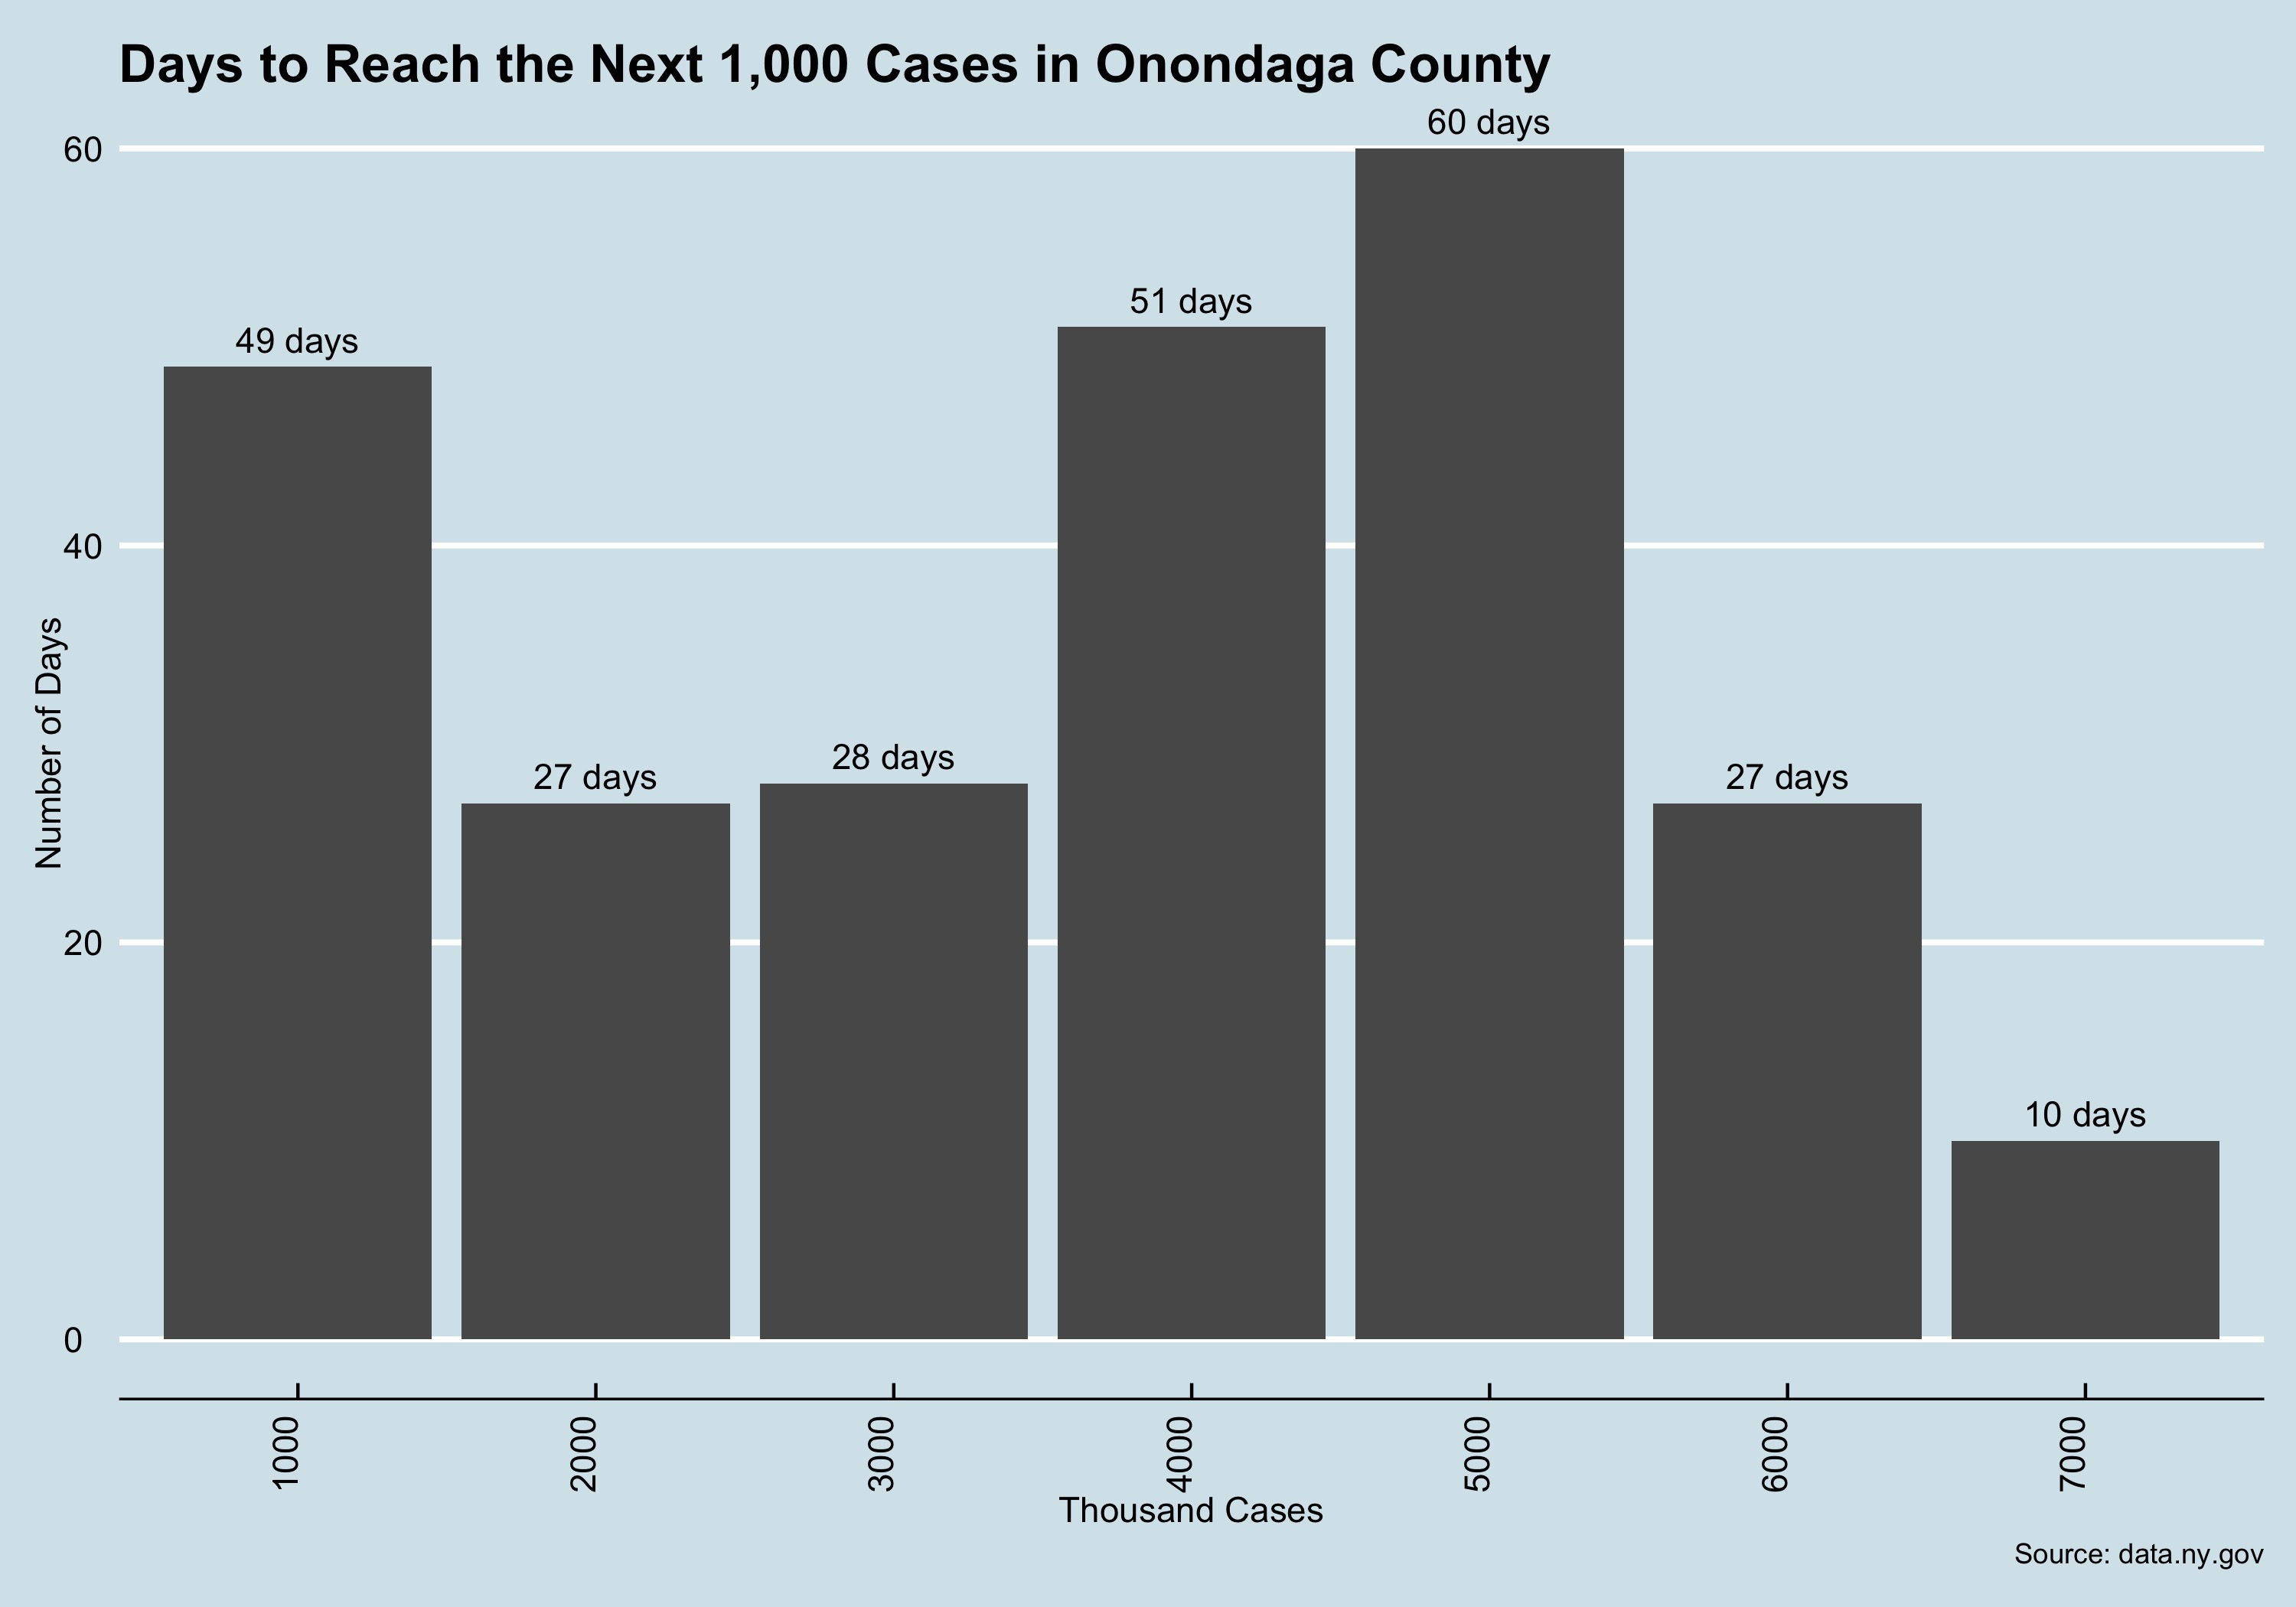 Days to Reach the Next 1,000 Cases in Onondaga County
60 days
60
51 days
49 days
40
Number of Days
28 days
27 days
27 days
20
10 days
0
1000
2000
3000
4000
5000
6000
7000
Thousand Cases
Source: data.ny.gov